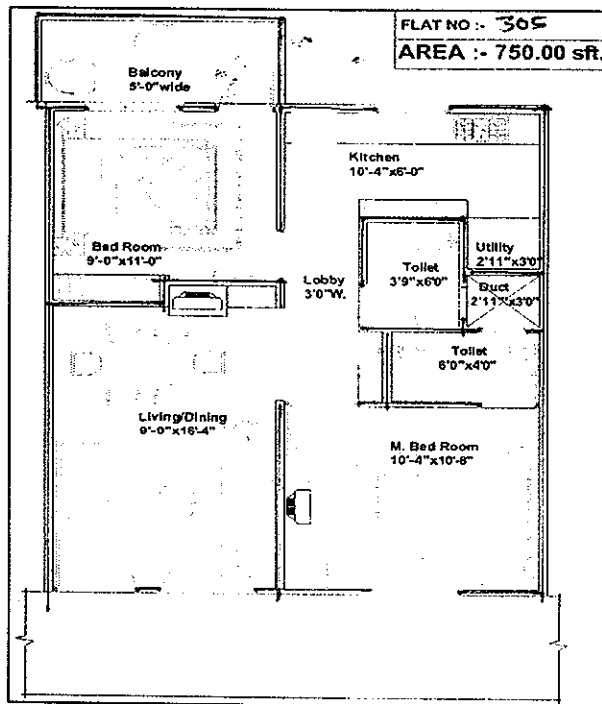 FLAT NO :- 305
AREA :- 750.00 sft.
Balcony
5'-0"wide
Kitchen
10'-4"x6'-0"
Bed Room
9'-0"x11'-0"
Lobby
3'0"W.
Toilet
3'9"x6'0"
Utility
2'11"x3'0"
Duct
2'11"x3'0"
Toilet
6'0"x4'0"
Living/Dining
9'-0"x16'-4"
M. Bed Room
10'-4"x10'-8"